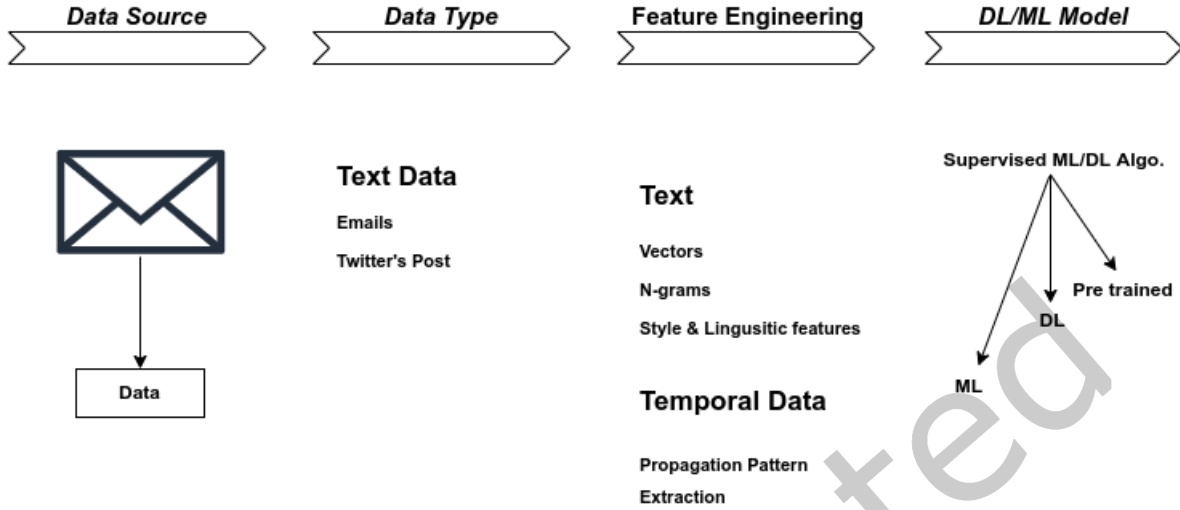 Data Source
Data Type
Feature Engineering
DL/ML Model
Data
Text Data
Emails
Twitter's Post
Text
Vectors
N-grams
Style & Lingusitic features
Temporal Data
Propagation Pattern
Extraction
Supervised ML/DL Algo.
Pre trained
DL
ML
ted